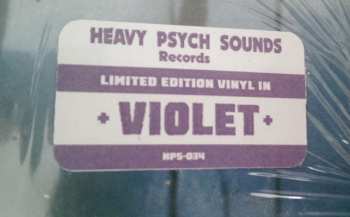 HEAVY PSYCH SOUNDS
Records
LIMITED EDITION VINYL IN
+ VIOLET +
HPS-034